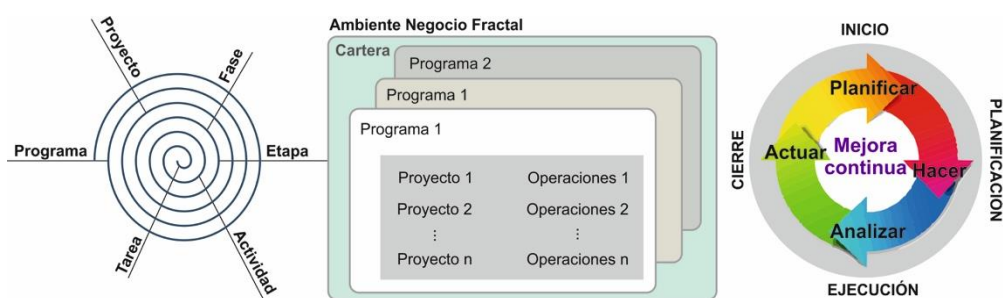 Proyecto
Fase
Programa
Etapa
Tarea
Actividad
Ambiente Negocio Fractal
Cartera
Programa 2
Programa 1
Programa 1
Proyecto 1 Operaciones 1
Proyecto 2 Operaciones 2
⋮ ⋮
Proyecto n Operaciones n
INICIO
Planificar
PLANIFICACION
CIERRE
Actuar
Mejora
continua
Hacer
Analizar
EJECUCIÓN